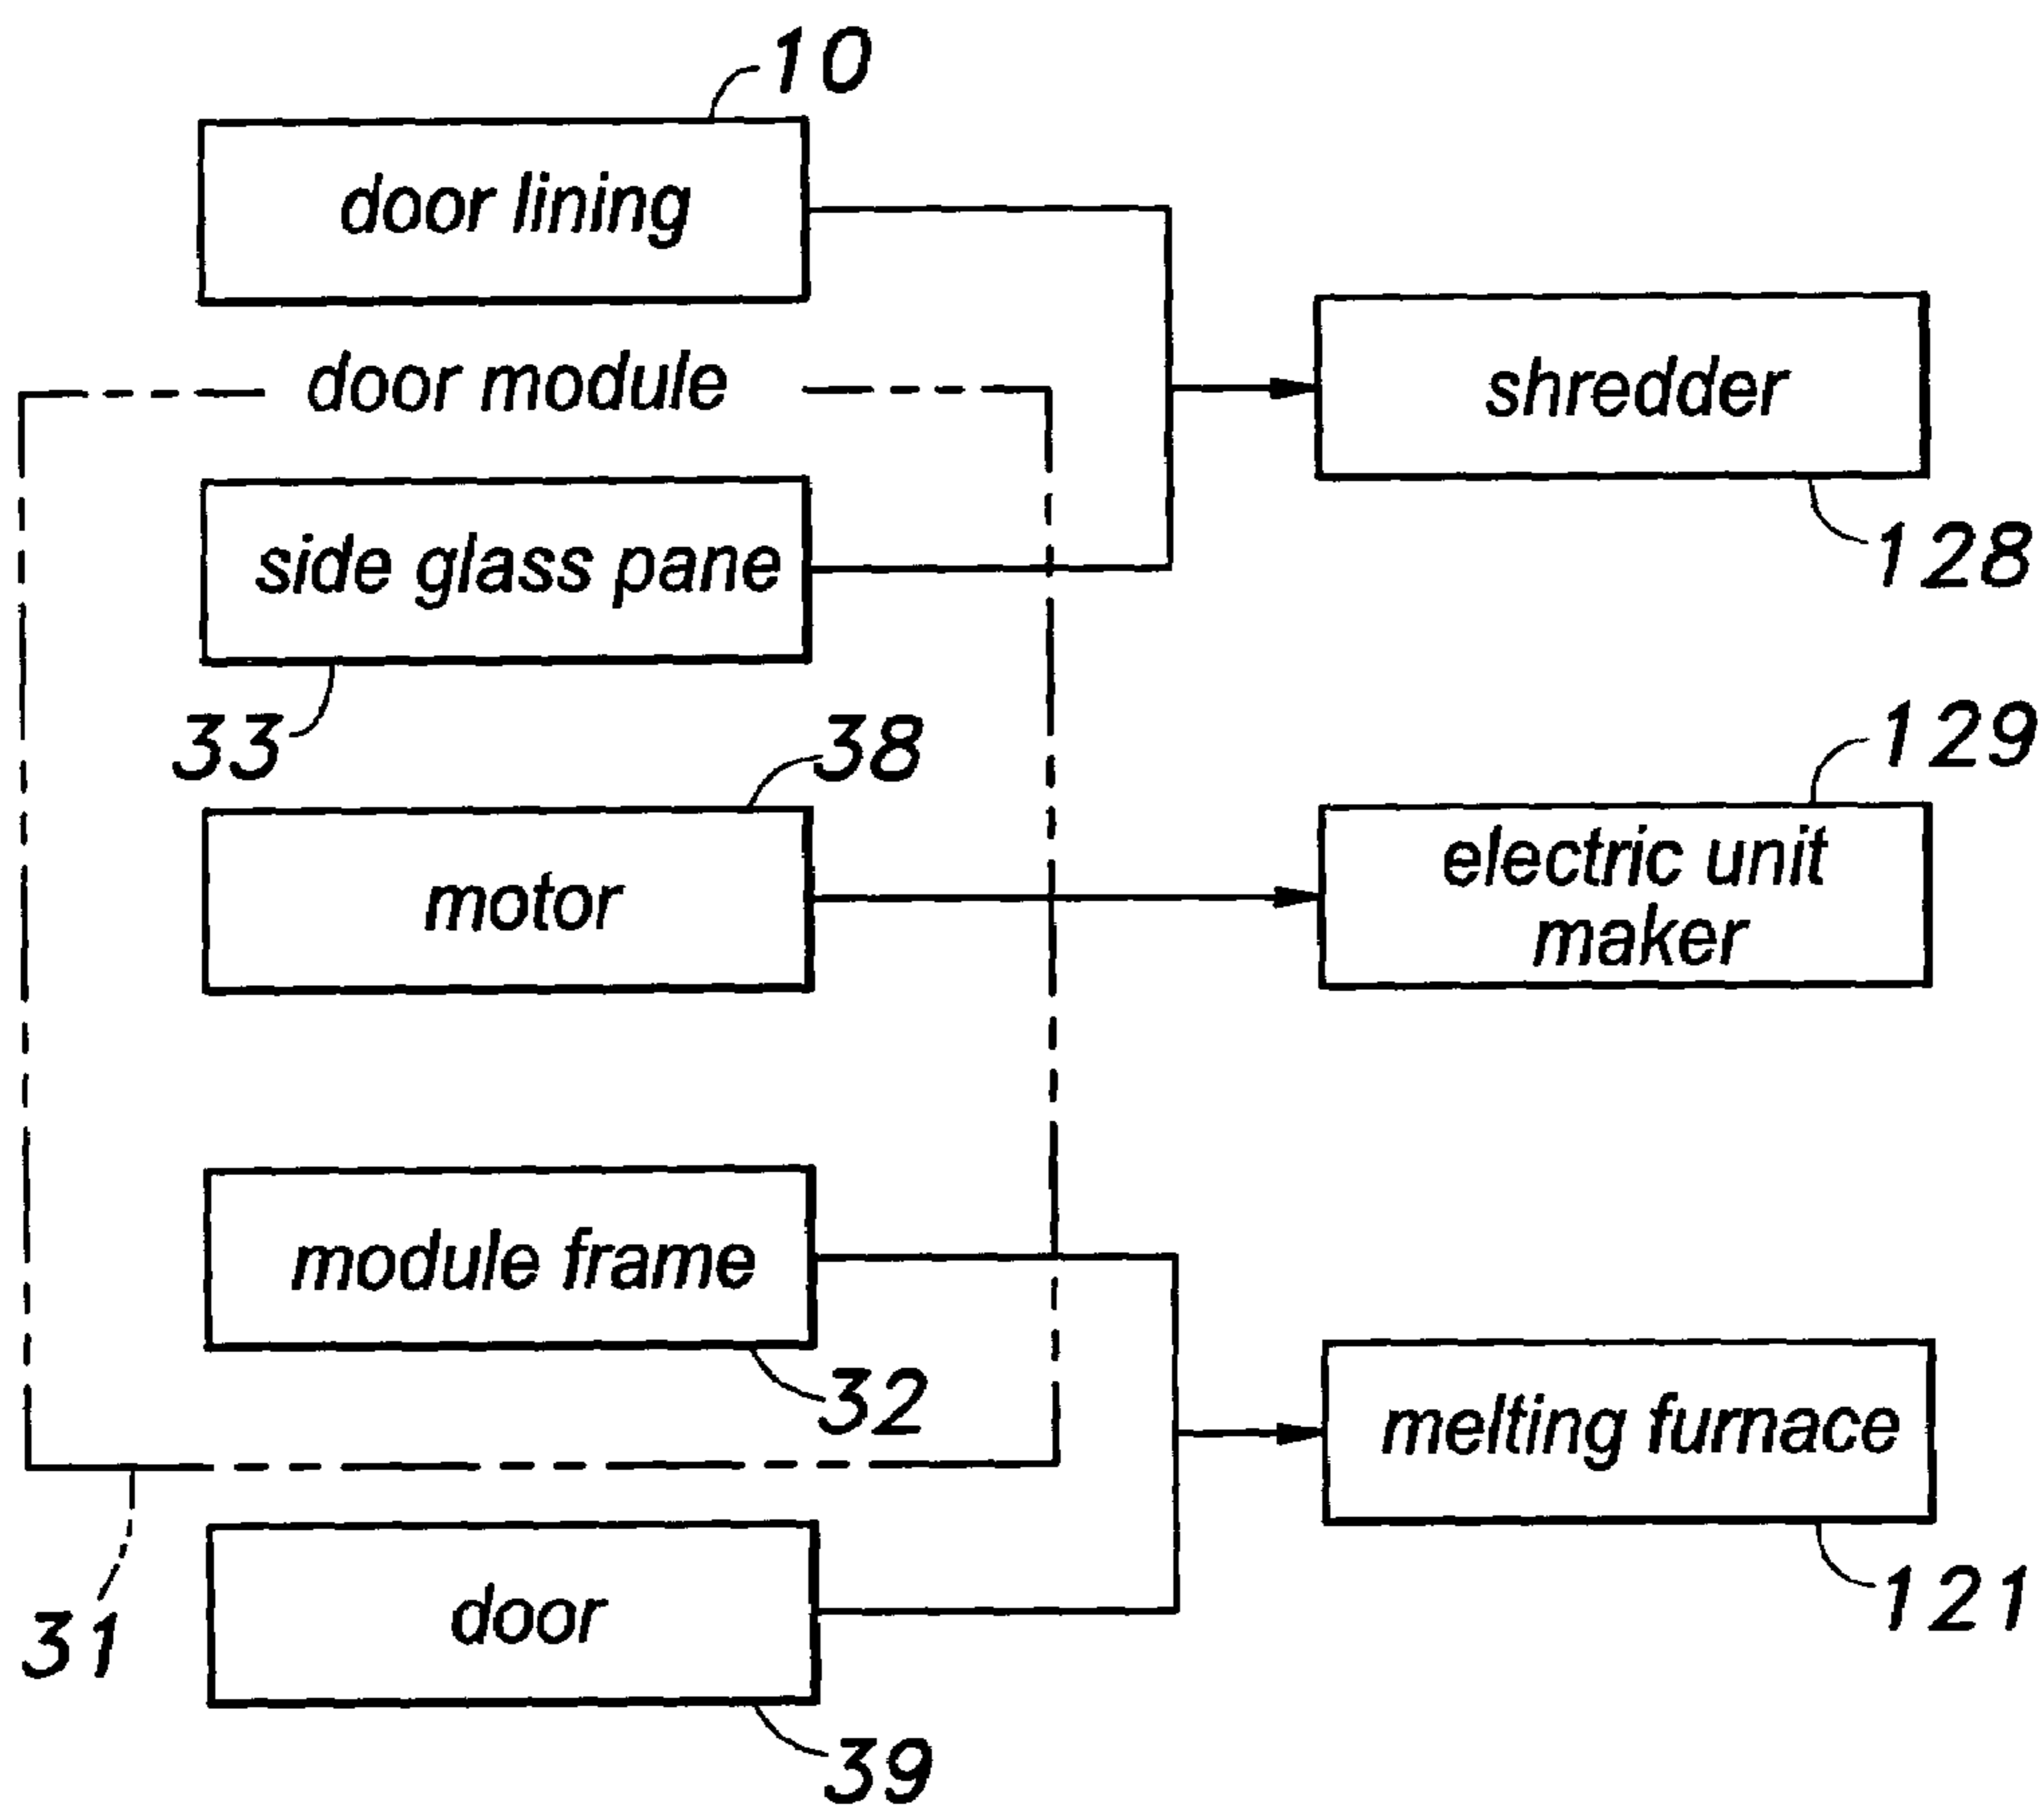 10
door lining
door module
shredder
128
side glass pane
33
38
129
motor
electric unit
maker
module frame
32
melting furnace
121
31
door
39